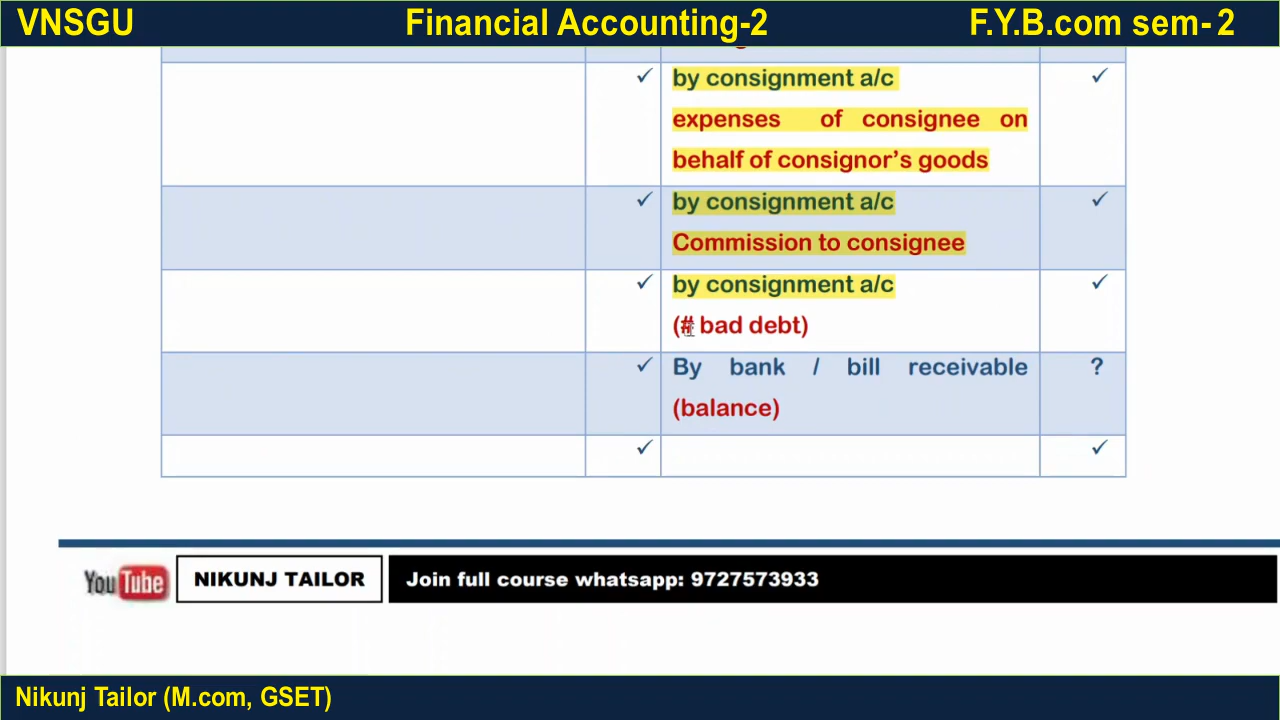 VNSGU Financial Accounting-2 F.Y.B.com sem- 2
✓ by consignment a/c ✓
expenses of consignee on
behalf of consignor’s goods
✓ by consignment a/c ✓
Commission to consignee
✓ by consignment a/c ✓
(# bad debt)
✓ By bank / bill receivable ?
(balance)
✓ ✓
YouTube NIKUNJ TAILOR Join full course whatsapp: 9727573933
Nikunj Tailor (M.com, GSET)